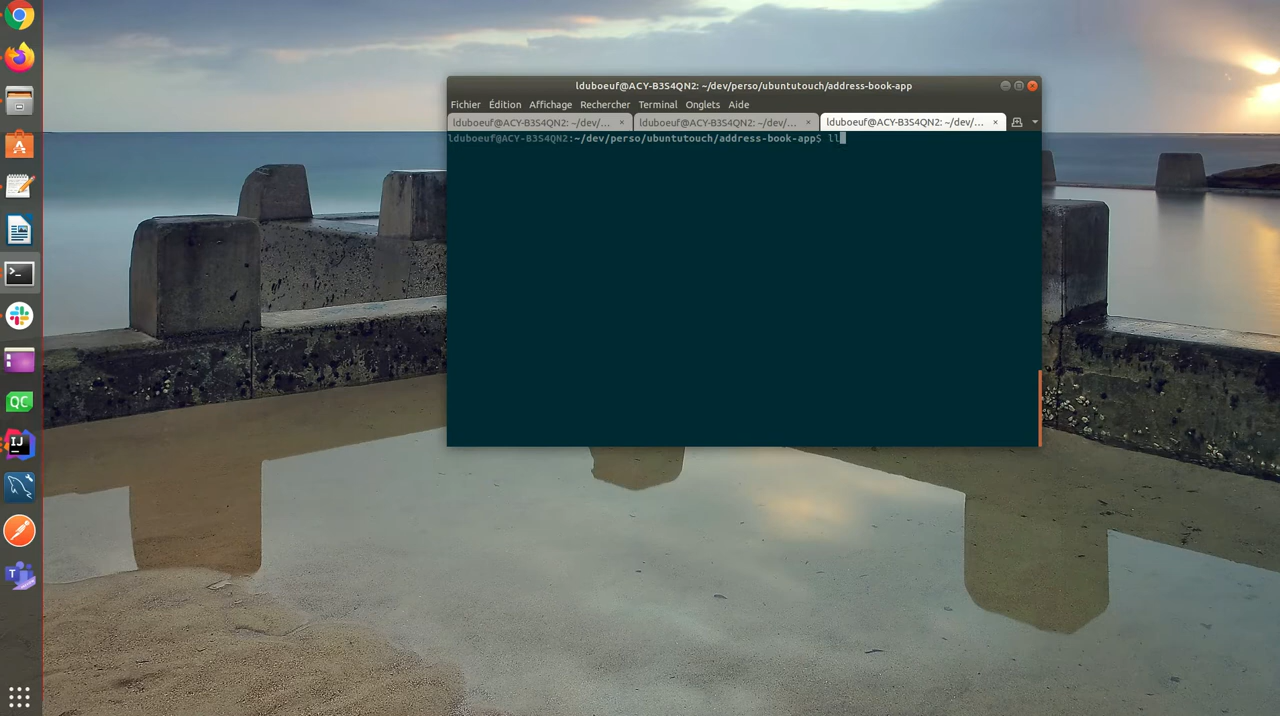 lduboeuf@ACY-B3S4QN2: ~/dev/perso/ubuntutouch/address-book-app
Fichier Édition Affichage Rechercher Terminal Onglets Aide
lduboeuf@ACY-B3S4QN2: ~/dev/... × lduboeuf@ACY-B3S4QN2: ~/dev/... × lduboeuf@ACY-B3S4QN2: ~/dev/... ×
lduboeuf@ACY-B3S4QN2:~/dev/perso/ubuntutouch/address-book-app$ ll
QC
IJ
T